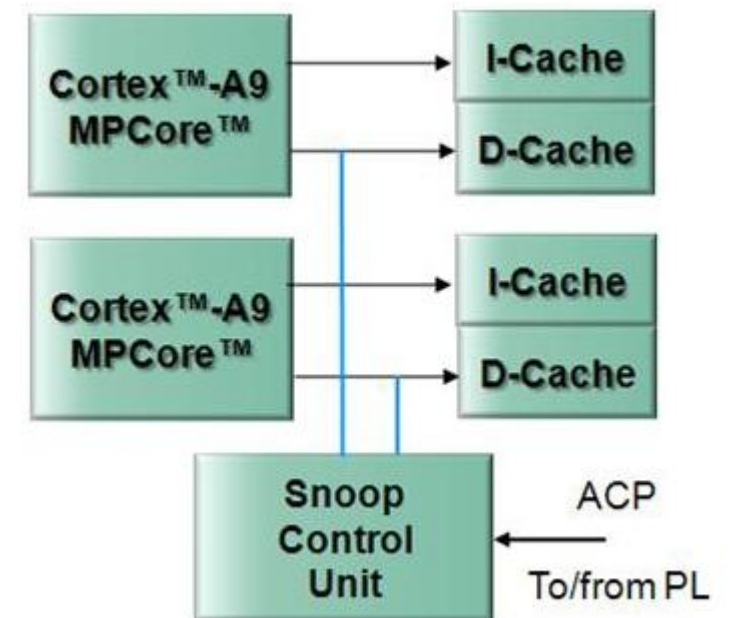 Cortex™-A9
MPCore™
I-Cache
D-Cache
Cortex™-A9
MPCore™
I-Cache
D-Cache
Snoop
Control
Unit
ACP
To/from PL